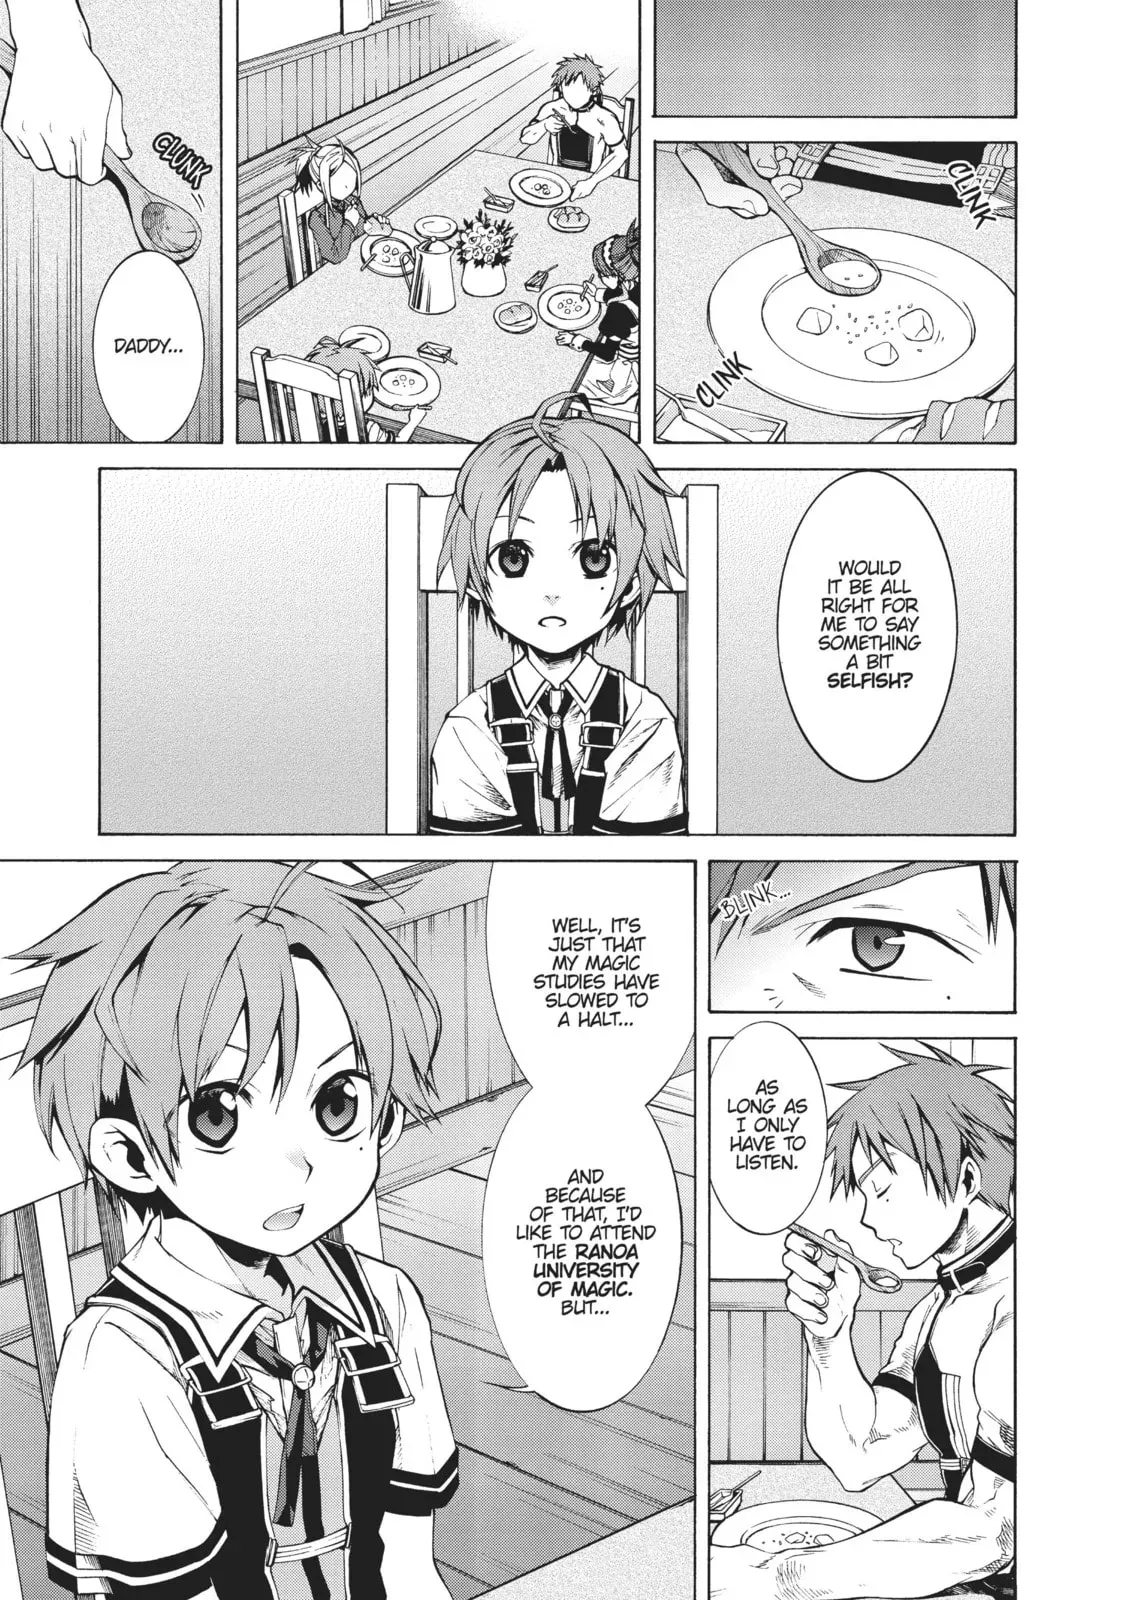 CLINK
CLINK
CLUNK
DADDY...
WOULD
IT BE ALL
RIGHT FOR
ME TO SAY
SOMETHING
A BIT
SELFISH?
BLINK...
AS
LONG AS
I ONLY
HAVE TO
LISTEN.
WELL, IT'S
JUST THAT
MY MAGIC
STUDIES HAVE
SLOWED TO
A HALT...
AND
BECAUSE
OF THAT, I'D
LIKE TO ATTEND
THE RANOA
UNIVERSITY
OF MAGIC.
BUT...